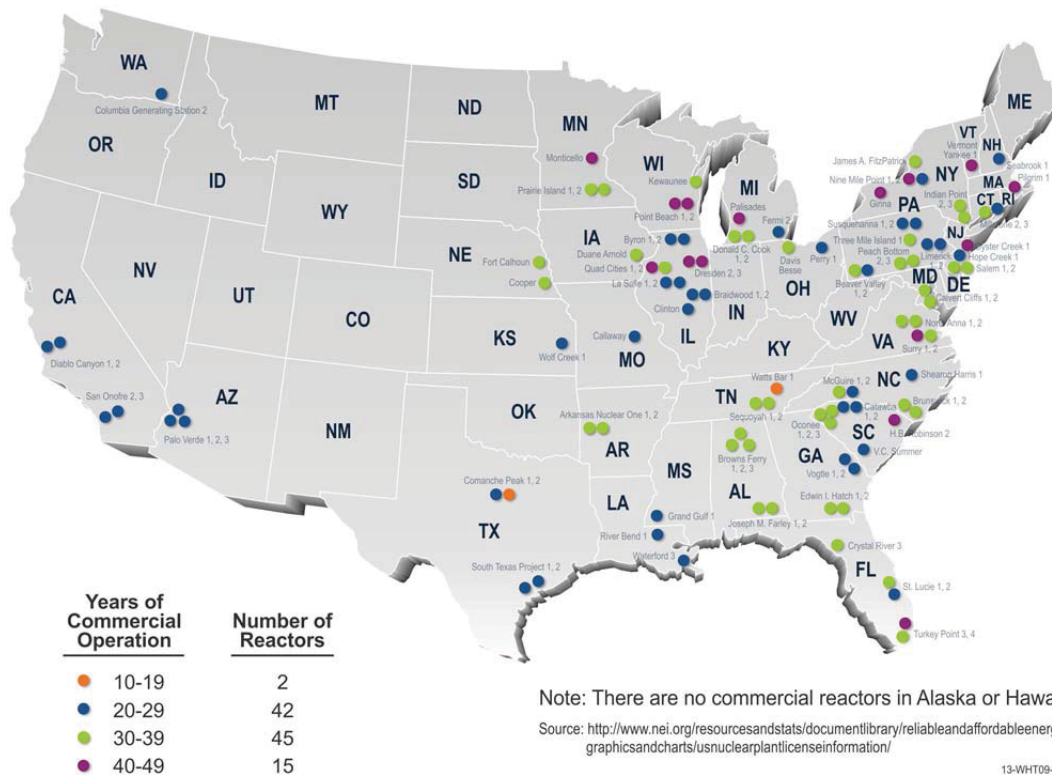 WA
Columbia Generating Station 2
OR
MT
ID
WY
NV
UT
CA
Diablo Canyon 1, 2
San Onofre 2, 3
AZ
Palo Verde 1, 2, 3
CO
NM
ND
SD
NE
Fort Calhoun
Cooper
KS
Wolf Creek 1
OK
TX
Comanche Peak 1, 2
South Texas Project 1, 2
MN
Monticello
Prairie Island 1, 2
IA
Duane Arnold
Quad Cities 1, 2
MO
Callaway
AR
Arkansas Nuclear One 1, 2
LA
River Bend 1
Waterford 3
WI
Kewaunee
Point Beach 1, 2
Byron 1, 2
Dresden 2, 3
La Salle 1, 2
Braidwood 1, 2
Clinton
IL
MI
Palisades
Fermi 2
Donald C. Cook
1, 2
IN
OH
Davis
Besse
Perry 1
KY
TN
Watts Bar 1
Sequoyah 1, 2
MS
Grand Gulf 1
AL
Browns Ferry
1, 2, 3
Joseph M. Farley 1, 2
GA
Vogtle 1, 2
Edwin I. Hatch 1, 2
FL
Crystal River 3
St. Lucie 1, 2
Turkey Point 3, 4
SC
Oconee
1, 2, 3
Catawba
1, 2
H.B. Robinson 2
V.C. Summer
NC
McGuire 1, 2
Shearon Harris 1
Brunswick 1, 2
VA
North Anna 1, 2
Surry 1, 2
WV
MD
Calvert Cliffs 1, 2
DE
Salem 1, 2
Hope Creek 1
Oyster Creek 1
NJ
PA
Susquehanna 1, 2
Three Mile Island 1
Peach Bottom
2, 3
Limerick
1, 2
Beaver Valley
1, 2
NY
James A. FitzPatrick
Nine Mile Point 1, 2
Ginna
Indian Point
2, 3
VT
Vermont
Yankee 1
NH
Seabrook 1
ME
MA
Pilgrim 1
CT
RI
Millstone 2, 3
Years of
Commercial
Operation
Number of
Reactors
10-19 2
20-29 42
30-39 45
40-49 15
Note: There are no commercial reactors in Alaska or Hawa
Source: http://www.nei.org/resourcesandstats/documentlibrary/reliableandaffordableenerg
graphicsandcharts/usnuclearplantlicenseinformation/
13-WHT09-